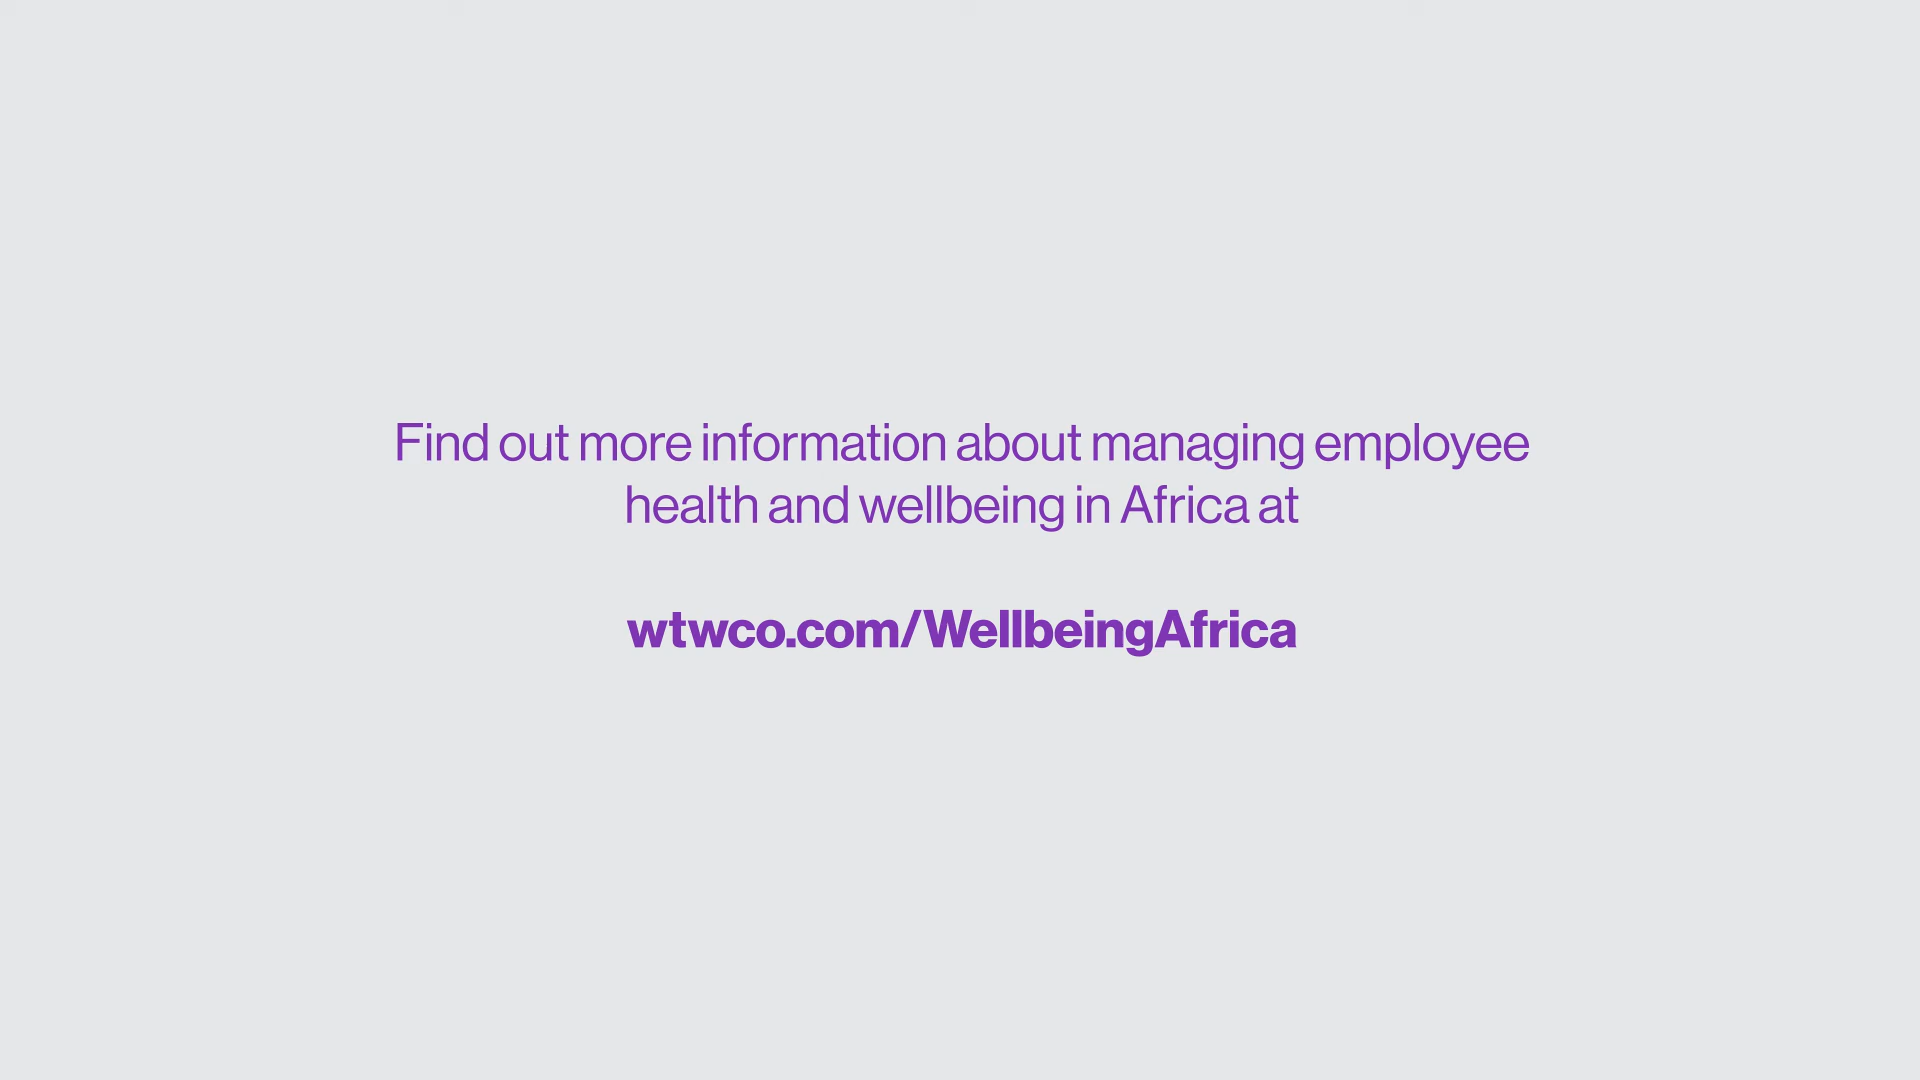 Find out more information about managing employee
health and wellbeing in Africa at
wtwco.com/WellbeingAfrica